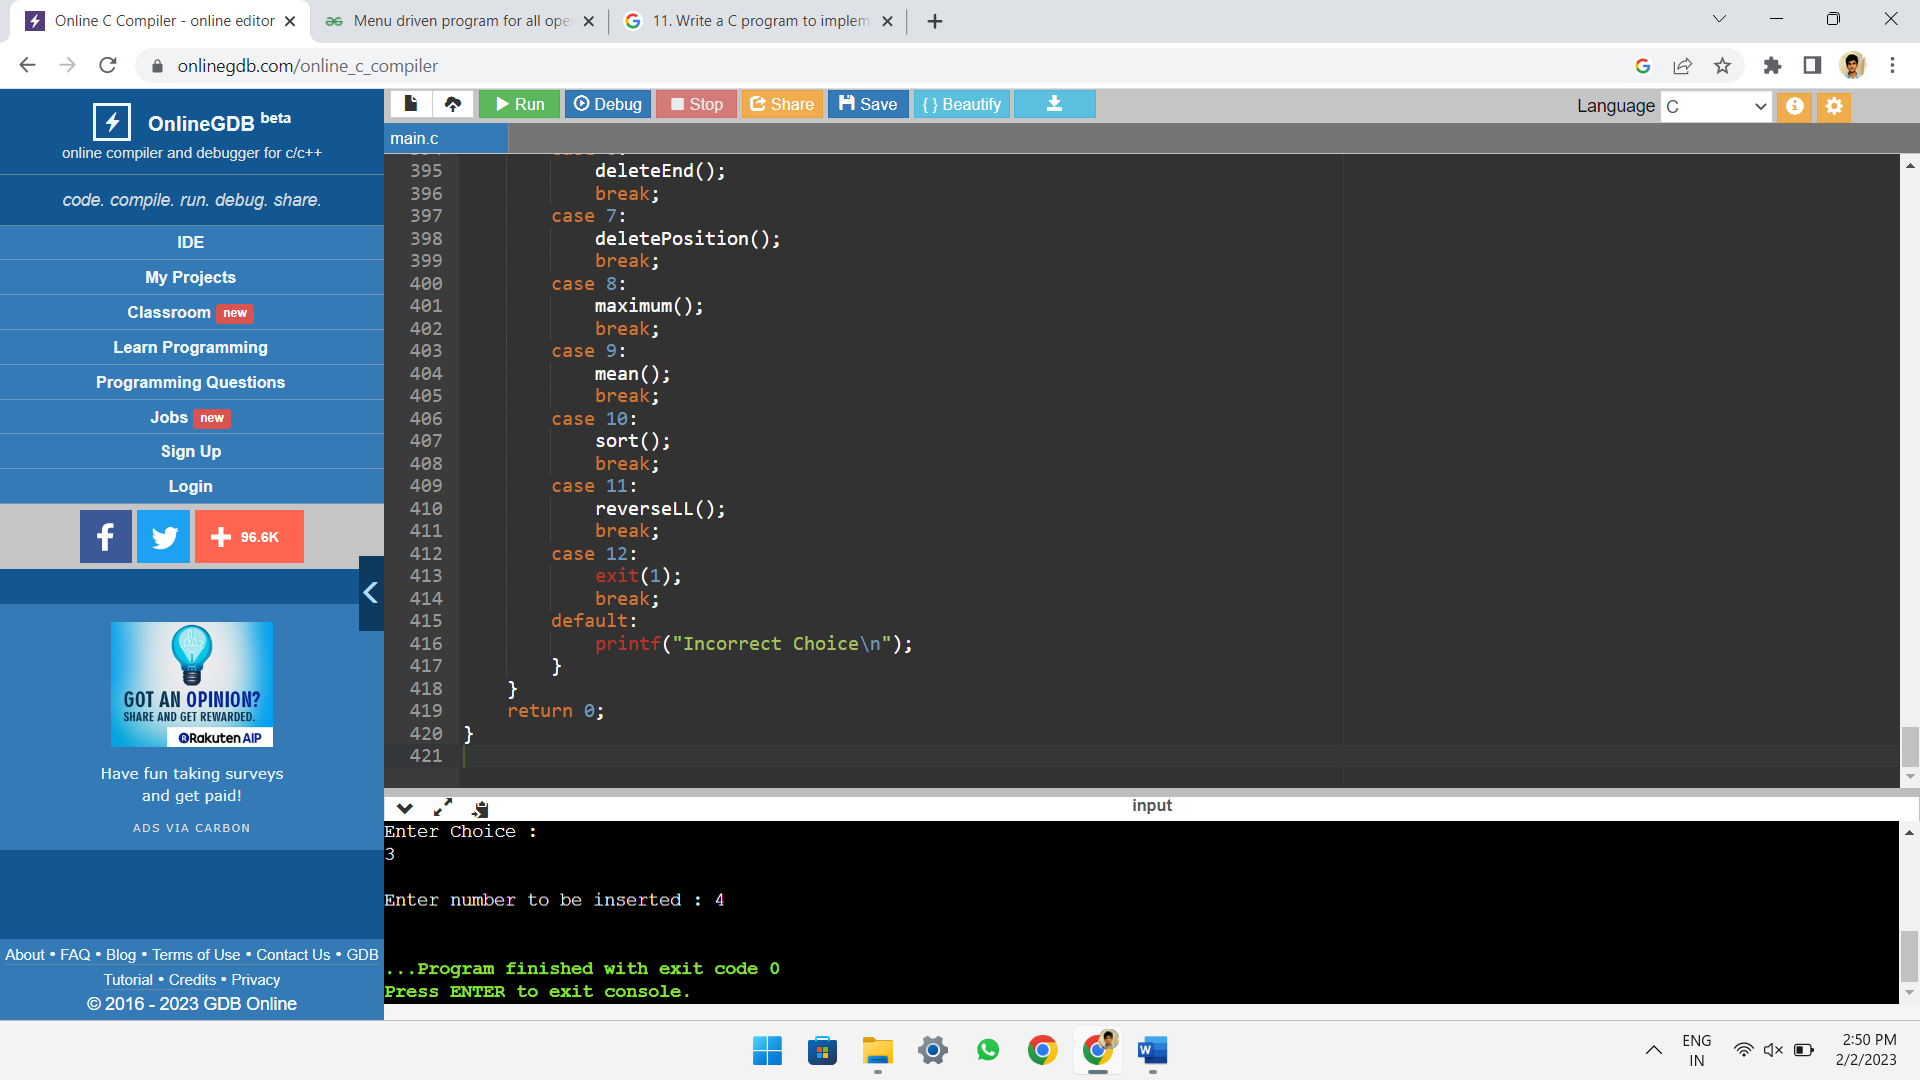 Online C Compiler - online editor
Menu driven program for all ope
11. Write a C program to implem
onlinegdb.com/online_c_compiler
OnlineGDB beta
online compiler and debugger for c/c++
code. compile. run. debug. share.
IDE
My Projects
Classroom new
Learn Programming
Programming Questions
Jobs new
Sign Up
Login
96.6K
GOT AN OPINION?
SHARE AND GET REWARDED.
Rakuten AIP
Have fun taking surveys
and get paid!
ADS VIA CARBON
About • FAQ • Blog • Terms of Use • Contact Us • GDB
Tutorial • Credits • Privacy
© 2016 - 2023 GDB Online
Run Debug Stop Share Save { } Beautify
Language C
main.c
395 deleteEnd();
396 break;
397 case 7:
398 deletePosition();
399 break;
400 case 8:
401 maximum();
402 break;
403 case 9:
404 mean();
405 break;
406 case 10:
407 sort();
408 break;
409 case 11:
410 reverseLL();
411 break;
412 case 12:
413 exit(1);
414 break;
415 default:
416 printf("Incorrect Choice\n");
417 }
418 }
419 return 0;
420 }
421
input
Enter Choice :
3
Enter number to be inserted : 4
...Program finished with exit code 0
Press ENTER to exit console.
W
ENG
IN
2:50 PM
2/2/2023